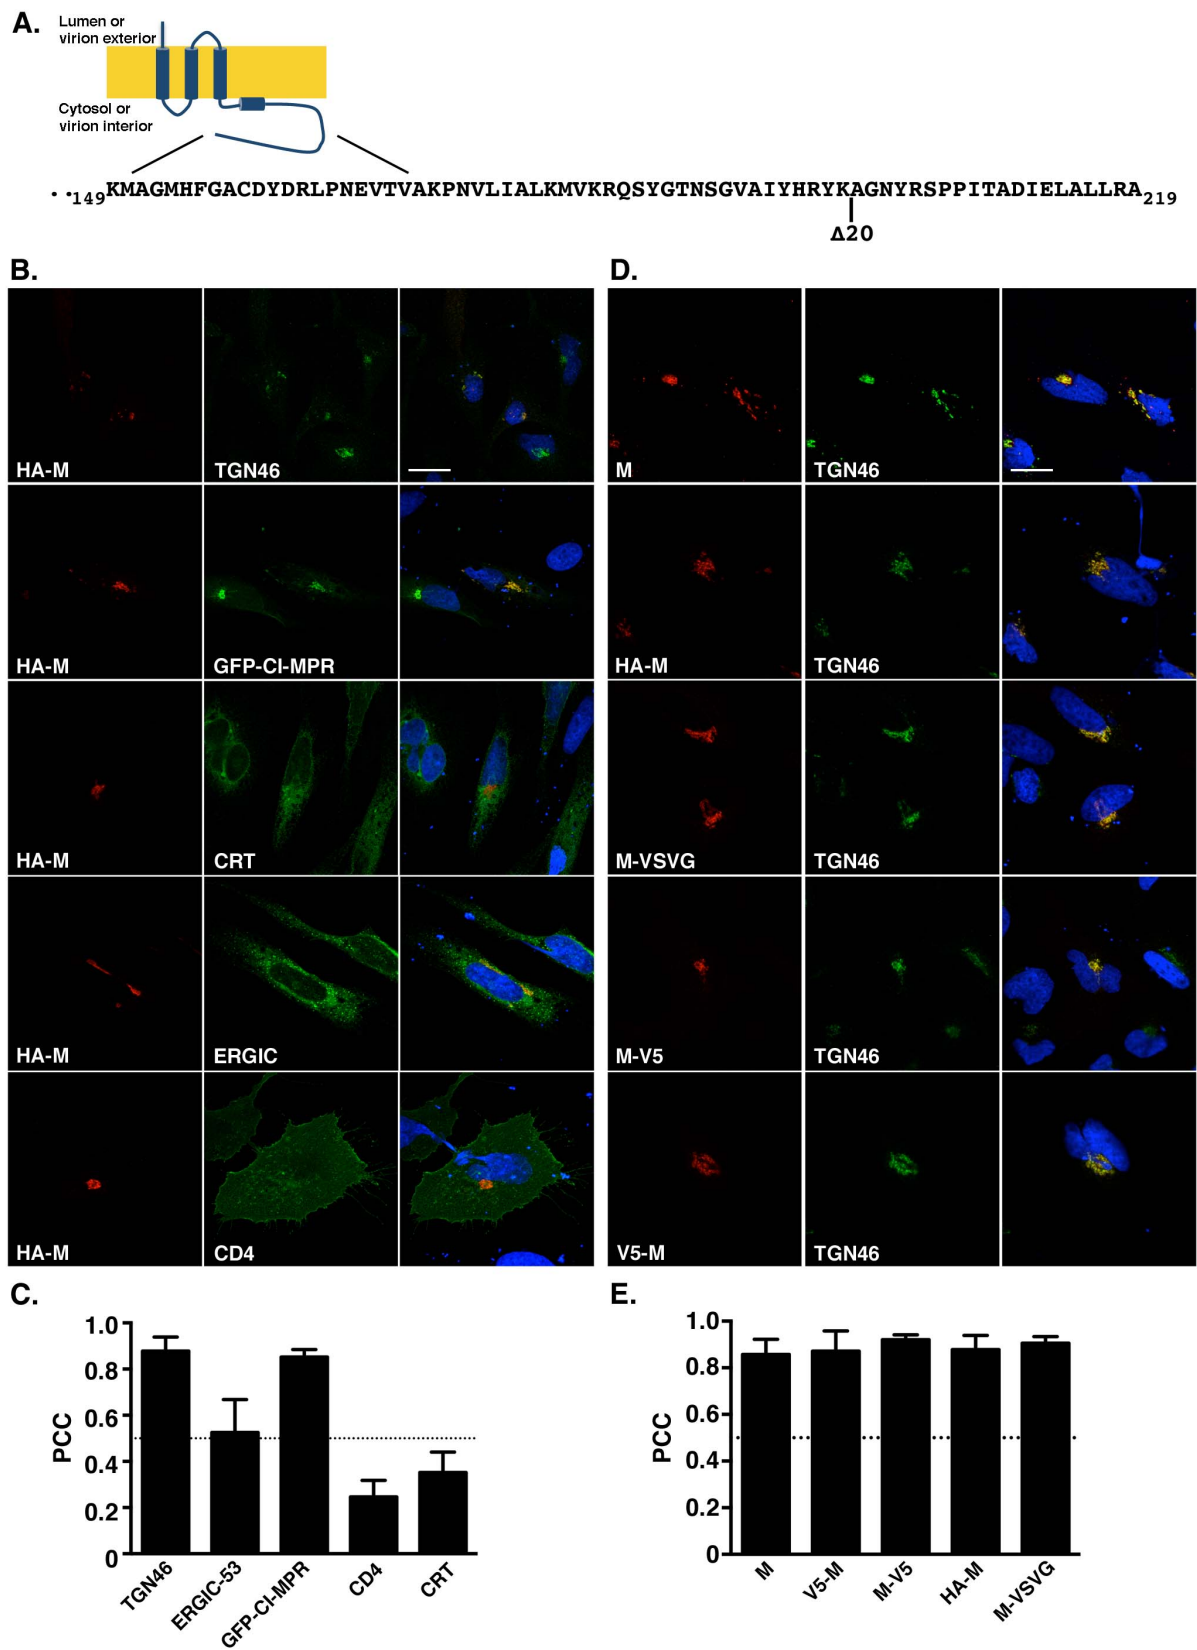 A.
Lumen or
virion exterior
Cytosol or
virion interior
..149KMAGMHFGACDYDRLPNEVTVAKPNVLIALKMVKRQSYGTNSGVAIYHRYKAGNYRSPPITADIELALLRA219
Δ20
B.
HA-M TGN46
HA-M GFP-CI-MPR
HA-M CRT
HA-M ERGIC
HA-M CD4
D.
M TGN46
HA-M TGN46
M-VSVG TGN46
M-V5 TGN46
V5-M TGN46
C.
PCC
1.0
0.8
0.6
0.4
0.2
0
TGN46
ERGIC-53
GFP-CI-MPR
CD4
CRT
E.
PCC
1.0
0.8
0.6
0.4
0.2
0
M
V5-M
M-V5
HA-M
M-VSVG